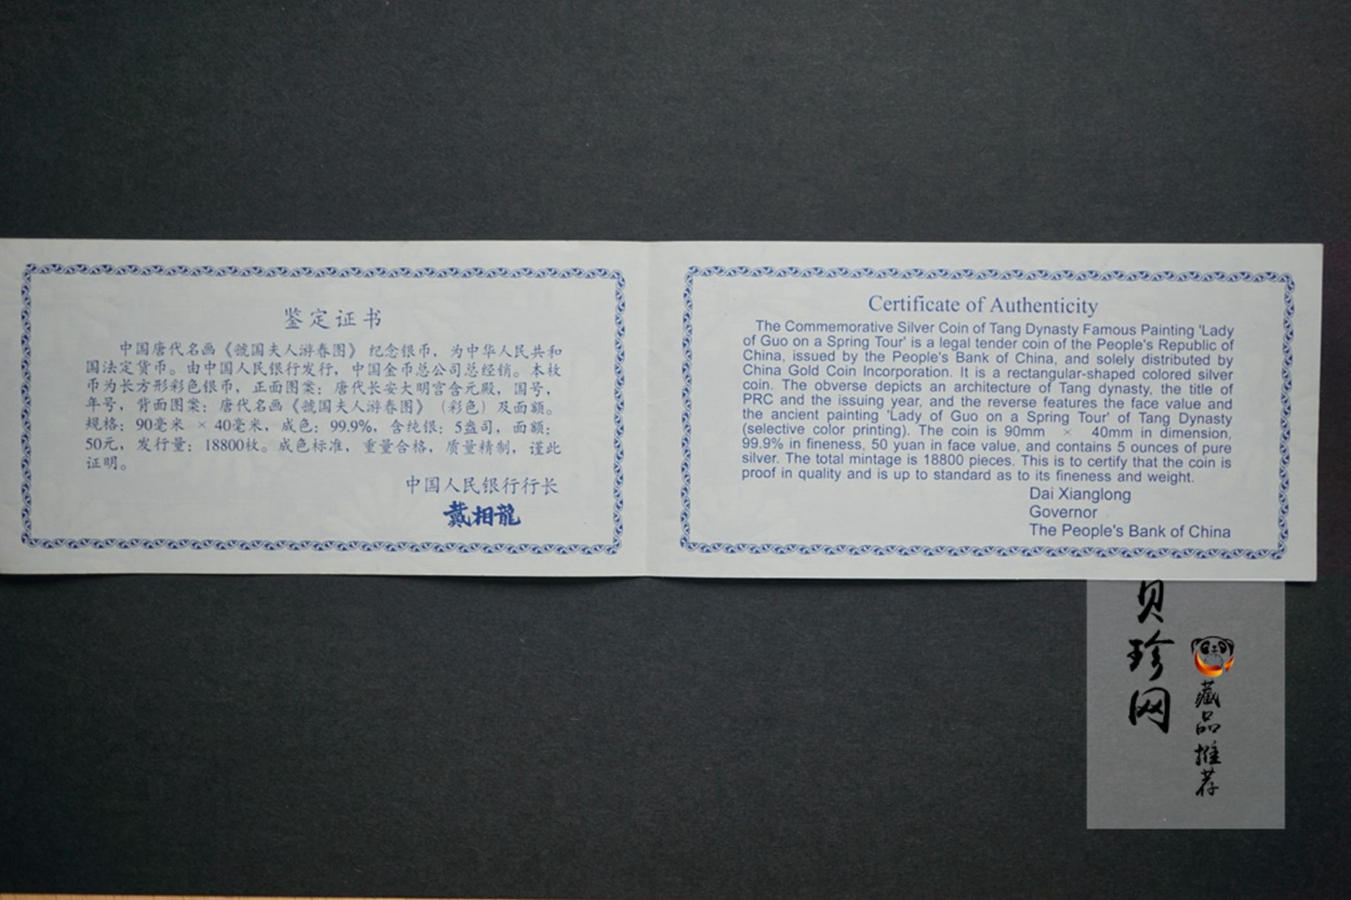 鉴定证书
中国唐代名画《虢国夫人游春图》 纪念银币，为中华人民共和
国法定货币。由中国人民银行发行，中国金币总公司总经销。本枚
币为长方形彩色银币，正面图案：唐代长安大明宫含元殿，国号，
年号，背面图案：唐代名画《虢国夫人游春图》（彩色）及面额。
规格：90毫米 × 40毫米，成色：99.9%，含纯银：5盎司，面额：
50元，发行量：18800枚。成色标准，重量合格，质量精制，谨此
证明。
中国人民银行行长
戴相龍
Certificate of Authenticity
The Commemorative Silver Coin of Tang Dynasty Famous Painting 'Lady
of Guo on a Spring Tour' is a legal tender coin of the People's Republic of
China, issued by the People's Bank of China, and solely distributed by
China Gold Coin Incorporation. It is a rectangular-shaped colored silver
coin. The obverse depicts an architecture of Tang dynasty, the title of
PRC and the issuing year, and the reverse features the face value and
the ancient painting 'Lady of Guo on a Spring Tour' of Tang Dynasty
(selective color printing). The coin is 90mm × 40mm in dimension,
99.9% in fineness, 50 yuan in face value, and contains 5 ounces of pure
silver. The total mintage is 18800 pieces. This is to certify that the coin is
proof in quality and is up to standard as to its fineness and weight.
Dai Xianglong
Governor
The People's Bank of China
贝珍网
藏品推荐